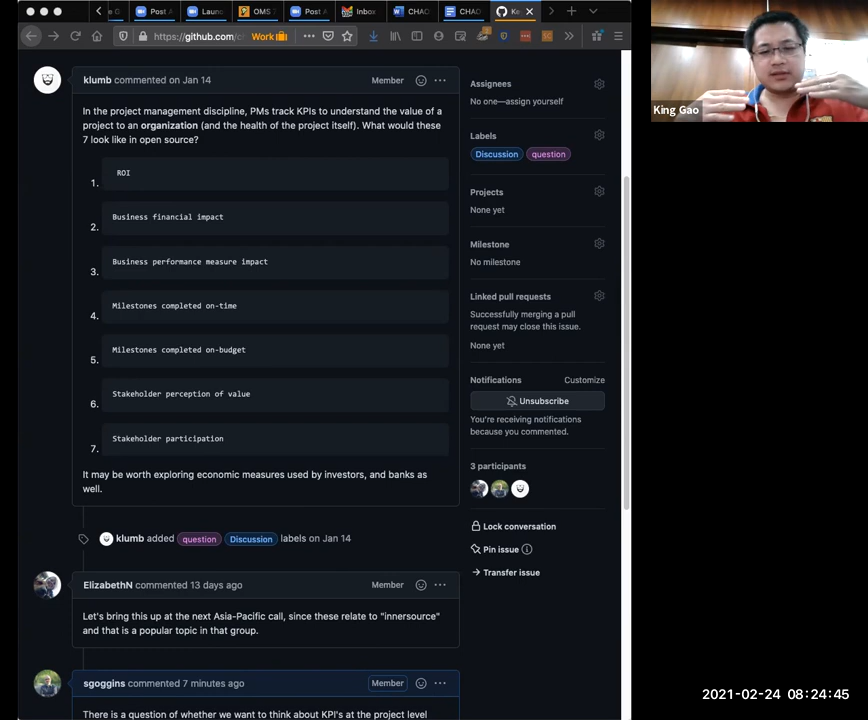 Post A
Launc
OMS
Post A
Inbox
CHAO
CHAO
Ke
https://github.com/c
Work
klumb commented on Jan 14
Member
In the project management discipline, PMs track KPIs to understand the value of a
project to an organization (and the health of the project itself). What would these
7 look like in open source?
1. ROI
2. Business financial impact
3. Business performance measure impact
4. Milestones completed on-time
5. Milestones completed on-budget
6. Stakeholder perception of value
7. Stakeholder participation
It may be worth exploring economic measures used by investors, and banks as
well.
klumb added question Discussion labels on Jan 14
ElizabethN commented 13 days ago
Member
Let's bring this up at the next Asia-Pacific call, since these relate to "innersource"
and that is a popular topic in that group.
sgoggins commented 7 minutes ago
Member
There is a question of whether we want to think about KPI's at the project level
Assignees
No one—assign yourself
Labels
Discussion question
Projects
None yet
Milestone
No milestone
Linked pull requests
Successfully merging a pull
request may close this issue.
None yet
Notifications
Customize
Unsubscribe
You're receiving notifications
because you commented.
3 participants
Lock conversation
Pin issue
Transfer issue
King Gao
2021-02-24 08:24:45